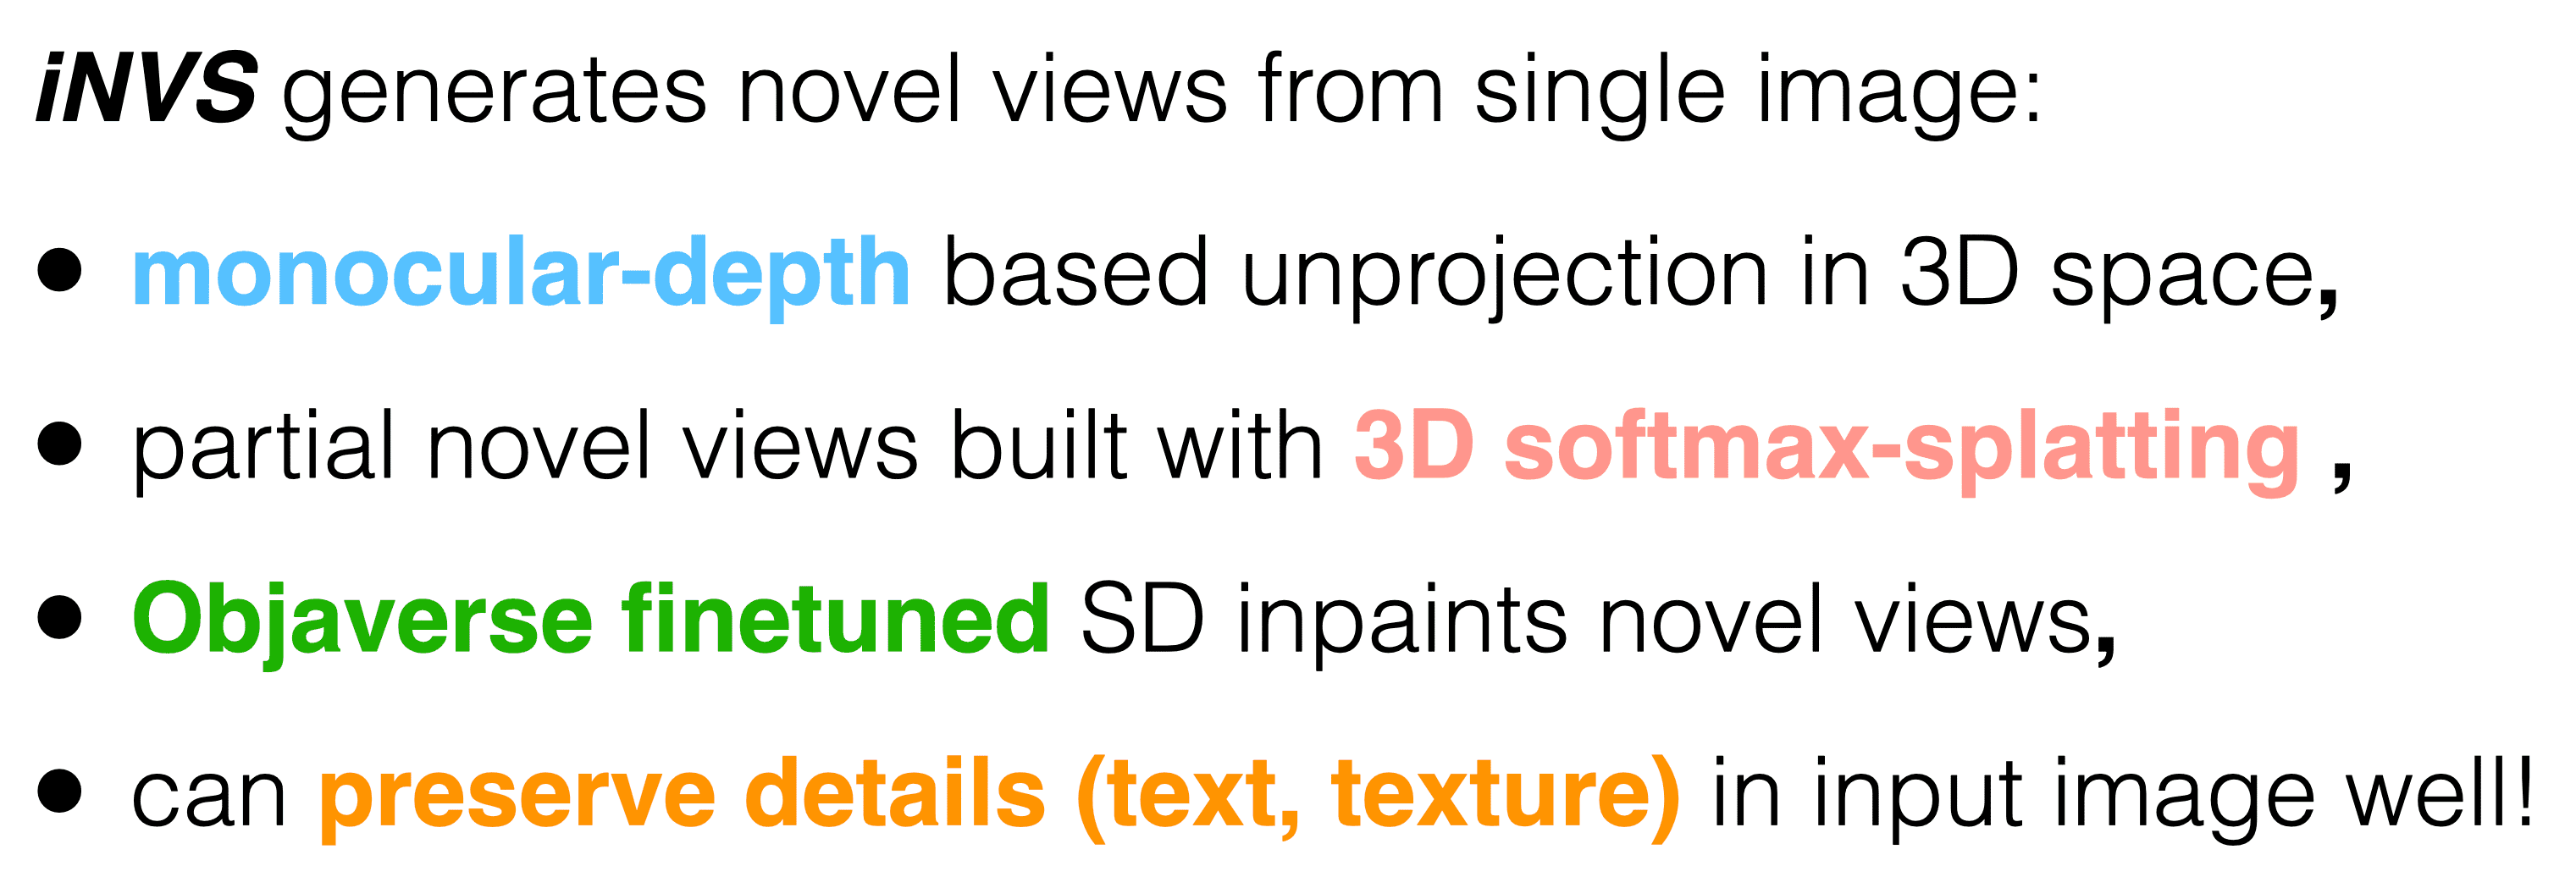 iNVS generates novel views from single image:
• monocular-depth based unprojection in 3D space,
• partial novel views built with 3D softmax-splatting ,
• Objaverse finetuned SD inpaints novel views,
• can preserve details (text, texture) in input image well!